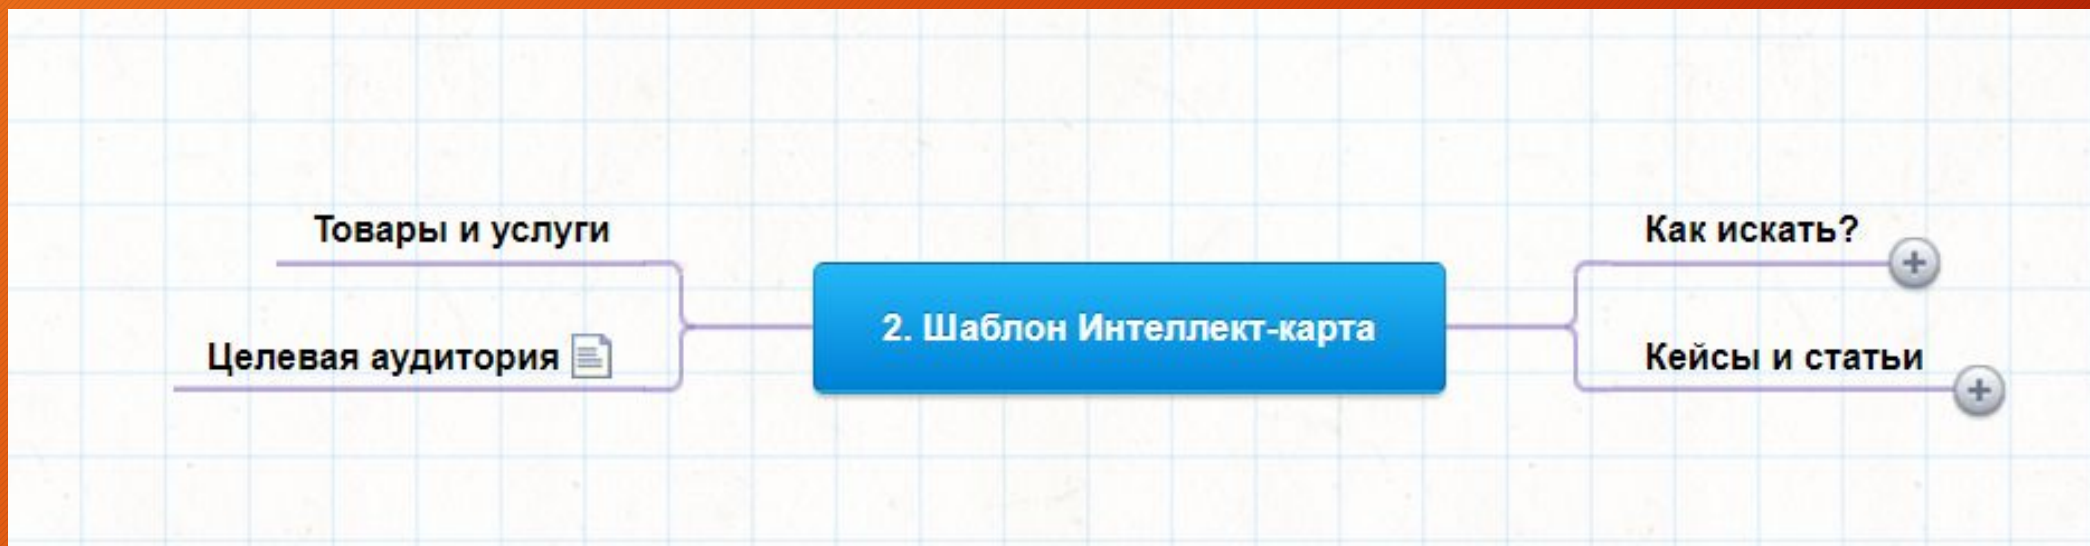 Товары и услуги
Целевая аудитория
2. Шаблон Интеллект-карта
Как искать?
Кейсы и статьи